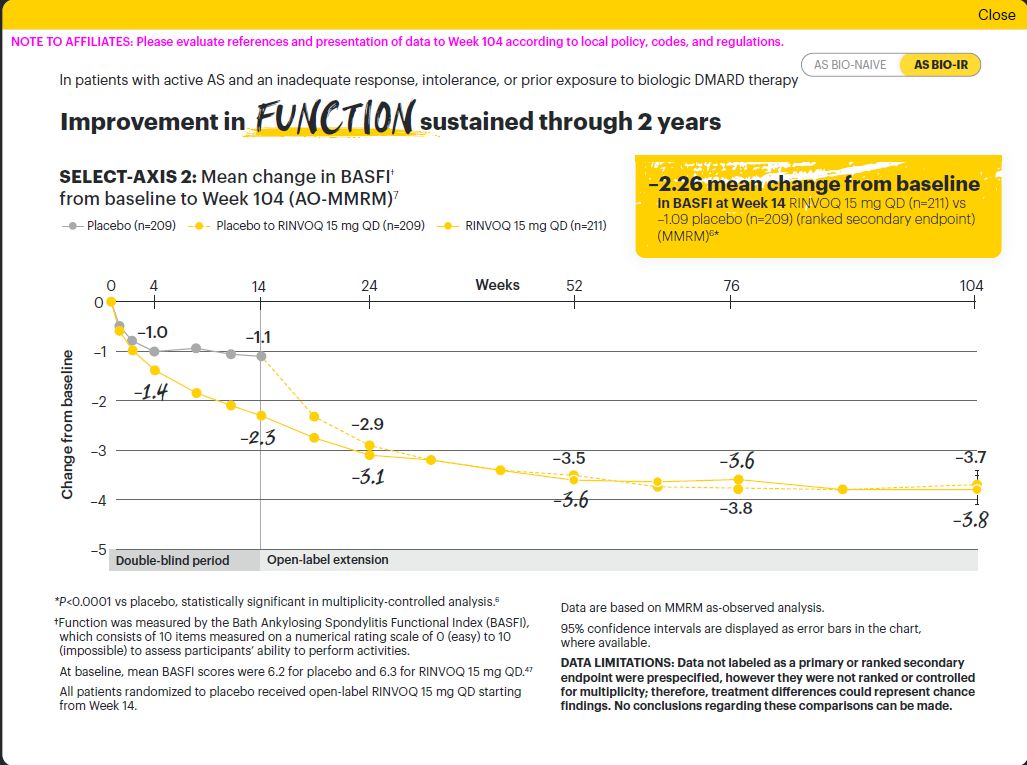 Close
NOTE TO AFFILIATES: Please evaluate references and presentation of data to Week 104 according to local policy, codes, and regulations.
AS BIO-NAIVE AS BIO-IR
In patients with active AS and an inadequate response, intolerance, or prior exposure to biologic DMARD therapy
Improvement in FUNCTION sustained through 2 years
SELECT-AXIS 2: Mean change in BASFI†
from baseline to Week 104 (AO-MMRM)7
Placebo (n=209) Placebo to RINVOQ 15 mg QD (n=209) RINVOQ 15 mg QD (n=211)
–2.26 mean change from baseline
in BASFI at Week 14 RINVOQ 15 mg QD (n=211) vs
–1.09 placebo (n=209) (ranked secondary endpoint)
(MMRM)6*
0 4 14 24 Weeks 52 76 104
0
–1
–2
–3
–4
–5
Change from baseline
–1.0
–1.1
–1.4
–2.3
–2.9
–3.1
–3.5
–3.6
–3.6
–3.8
–3.7
–3.8
Double-blind period Open-label extension
*P<0.0001 vs placebo, statistically significant in multiplicity-controlled analysis.6
†Function was measured by the Bath Ankylosing Spondylitis Functional Index (BASFI),
which consists of 10 items measured on a numerical rating scale of 0 (easy) to 10
(impossible) to assess participants' ability to perform activities.
At baseline, mean BASFI scores were 6.2 for placebo and 6.3 for RINVOQ 15 mg QD.47
All patients randomized to placebo received open-label RINVOQ 15 mg QD starting
from Week 14.
Data are based on MMRM as-observed analysis.
95% confidence intervals are displayed as error bars in the chart,
where available.
DATA LIMITATIONS: Data not labeled as a primary or ranked secondary
endpoint were prespecified, however they were not ranked or controlled
for multiplicity; therefore, treatment differences could represent chance
findings. No conclusions regarding these comparisons can be made.